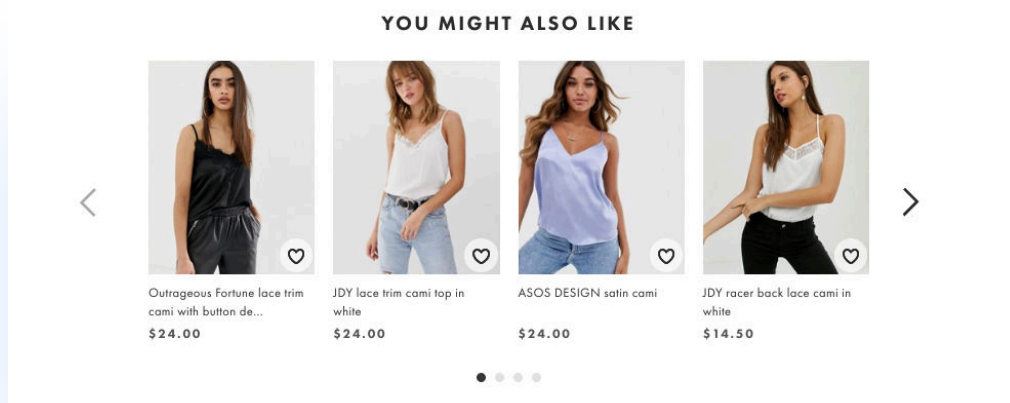 YOU MIGHT ALSO LIKE
Outrageous Fortune lace trim
cami with button de...
$24.00
JDY lace trim cami top in
white
$24.00
ASOS DESIGN satin cami
$24.00
JDY racer back lace cami in
white
$14.50